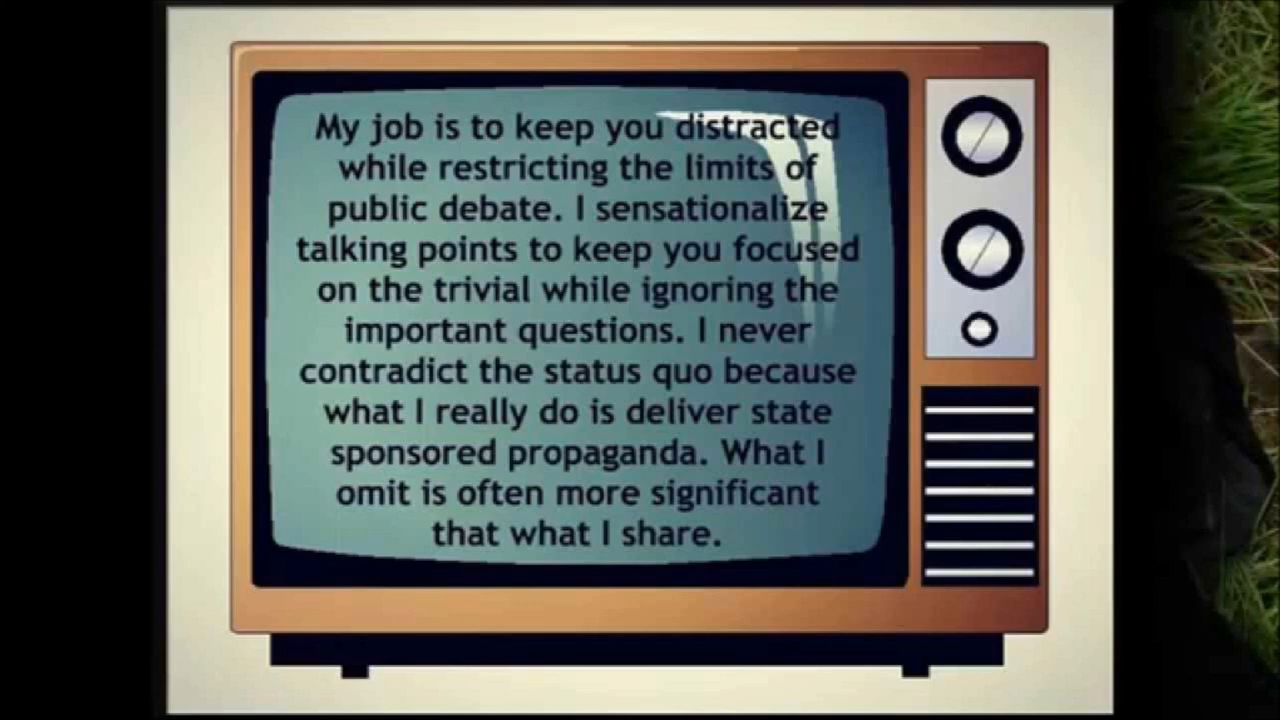 My job is to keep you distracted
while restricting the limits of
public debate. I sensationalize
talking points to keep you focused
on the trivial while ignoring the
important questions. I never
contradict the status quo because
what I really do is deliver state
sponsored propaganda. What I
omit is often more significant
that what I share.